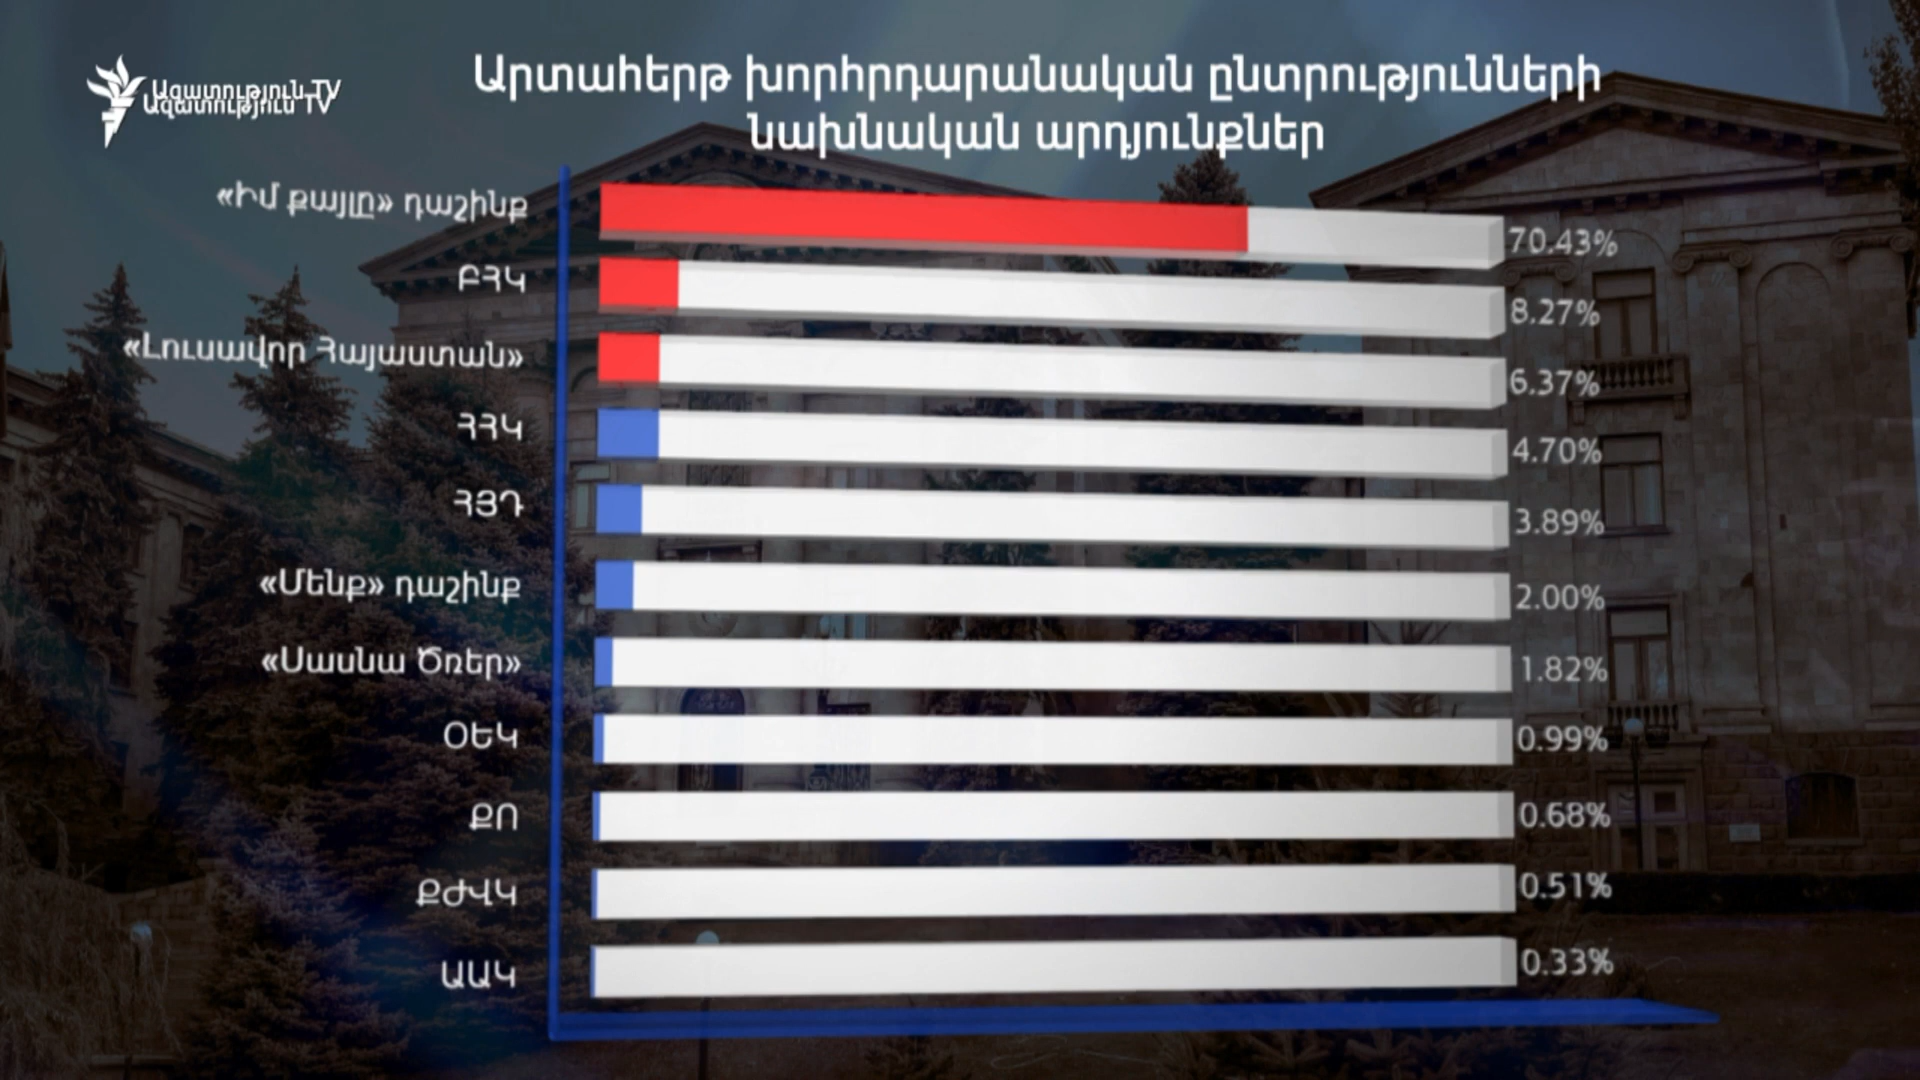 Ազատություն TV
Ազատություն TV
Արտահերթ խորհրդարանական ընտրությունների
նախնական արդյունքներ
«Իմ քայլը» դաշինք
70.43%
ԲՀԿ
8.27%
«Լուսավոր Հայաստան»
6.37%
ՀՀԿ
4.70%
ՀՅԴ
3.89%
«Մենք» դաշինք
2.00%
«Սասնա Ծռեր»
1.82%
ՕԵԿ
0.99%
ՔՈ
0.68%
ՔԺՎԿ
0.51%
ԱԱԿ
0.33%